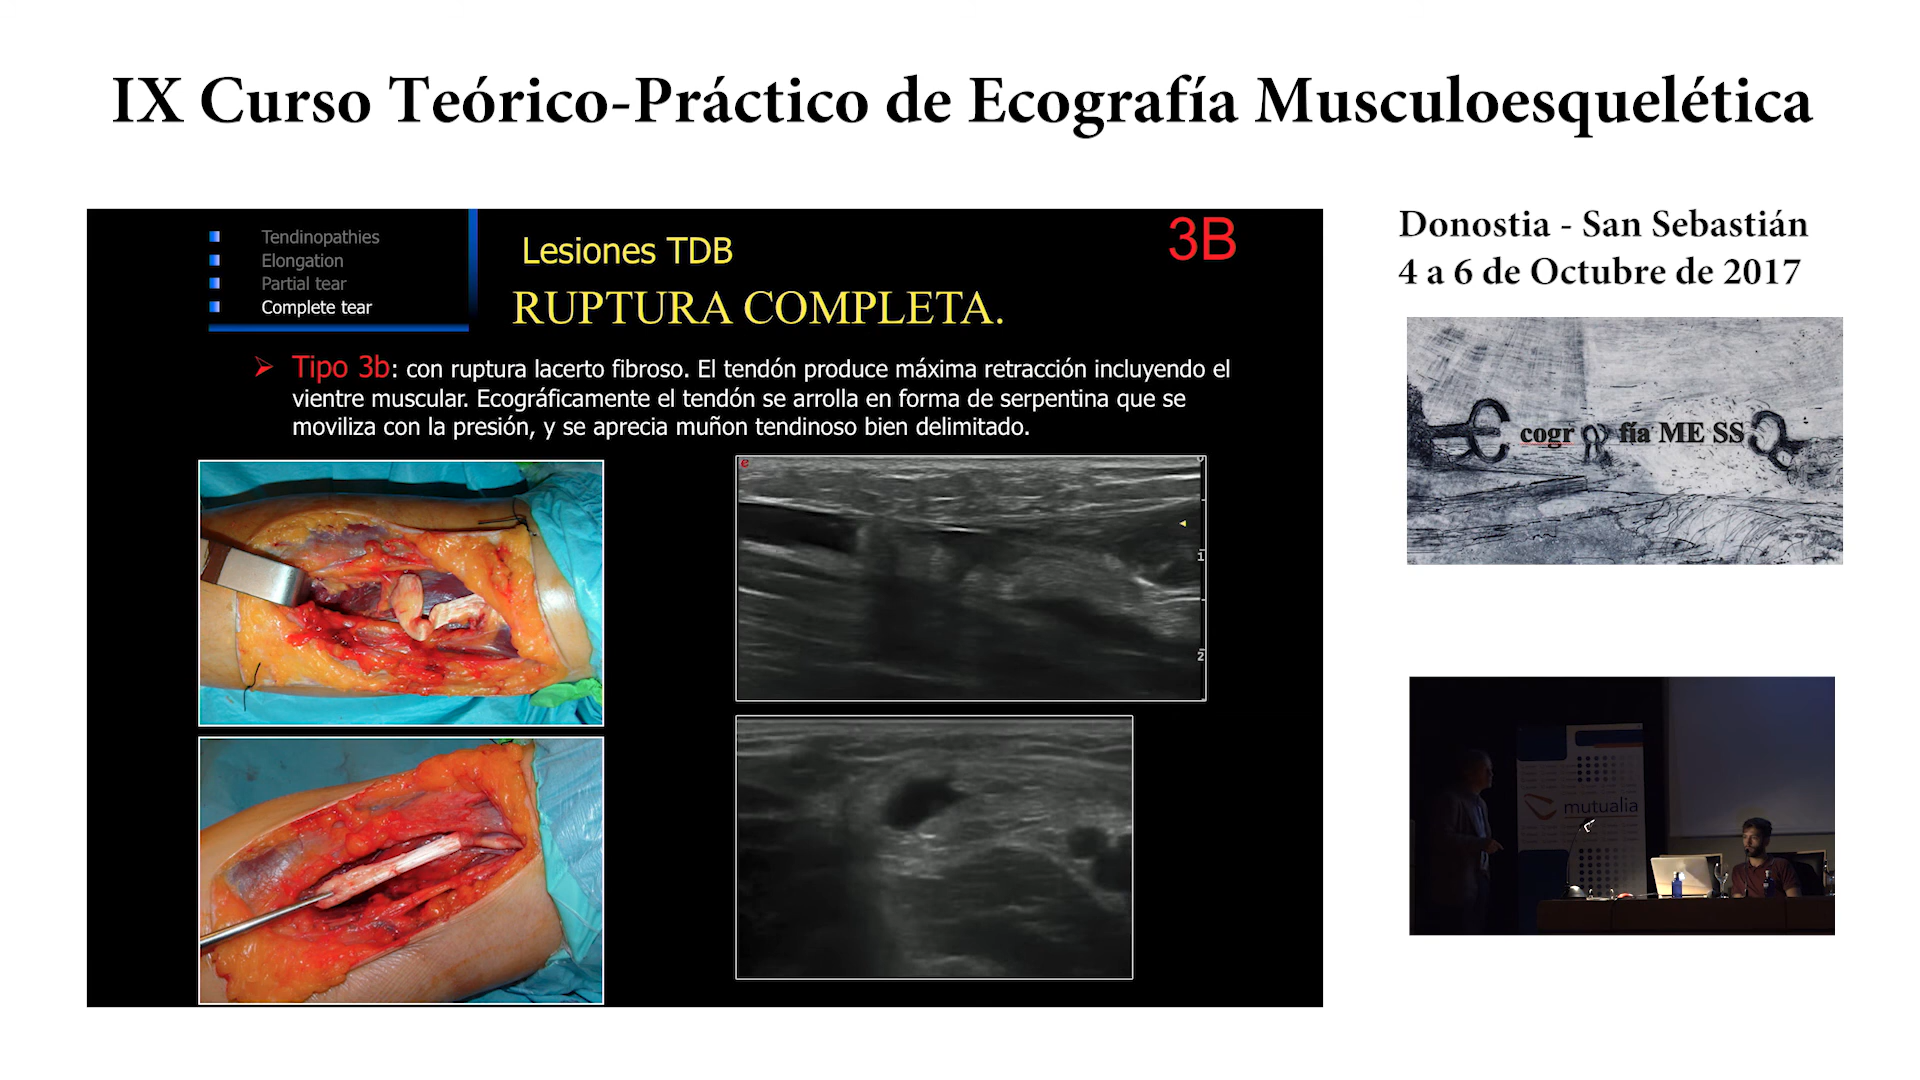 IX Curso Teórico-Práctico de Ecografía Musculoesquelética
Tendinopathies
Elongation
Partial tear
Complete tear
Lesiones TDB
3B
RUPTURA COMPLETA.
Tipo 3b: con ruptura lacerto fibroso. El tendón produce máxima retracción incluyendo el
vientre muscular. Ecográficamente el tendón se arrolla en forma de serpentina que se
moviliza con la presión, y se aprecia muñon tendinoso bien delimitado.
e
0
1
2
Donostia - San Sebastián
4 a 6 de Octubre de 2017
cogr fía ME SS
mutualia